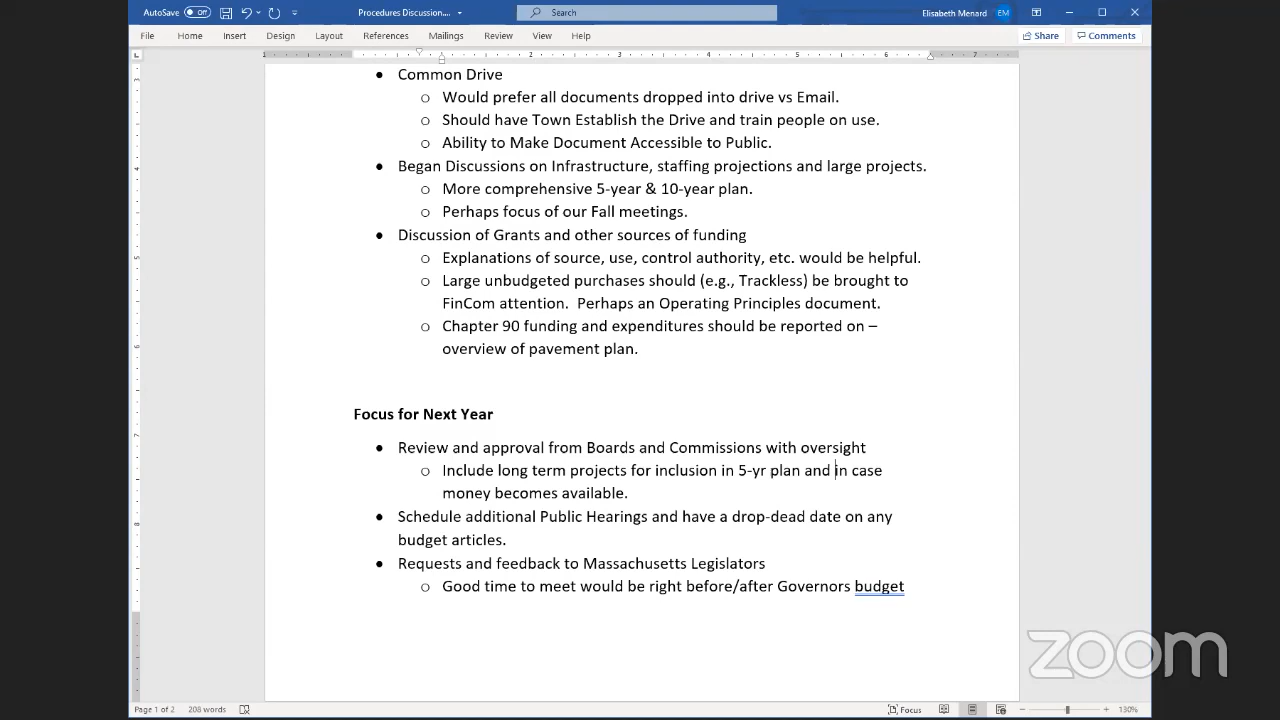 AutoSave Off Procedures Discussion.... Search Elisabeth Menard EM
File Home Insert Design Layout References Mailings Review View Help Share Comments
1 1 2 3 4 5 6 7
• Common Drive
o Would prefer all documents dropped into drive vs Email.
o Should have Town Establish the Drive and train people on use.
o Ability to Make Document Accessible to Public.
• Began Discussions on Infrastructure, staffing projections and large projects.
o More comprehensive 5-year & 10-year plan.
o Perhaps focus of our Fall meetings.
• Discussion of Grants and other sources of funding
o Explanations of source, use, control authority, etc. would be helpful.
o Large unbudgeted purchases should (e.g., Trackless) be brought to
FinCom attention.  Perhaps an Operating Principles document.
o Chapter 90 funding and expenditures should be reported on –
overview of pavement plan.
Focus for Next Year
• Review and approval from Boards and Commissions with oversight
o Include long term projects for inclusion in 5-yr plan and in case
money becomes available.
• Schedule additional Public Hearings and have a drop-dead date on any
budget articles.
• Requests and feedback to Massachusetts Legislators
o Good time to meet would be right before/after Governors budget
zoom
Page 1 of 2 208 words Focus 130%